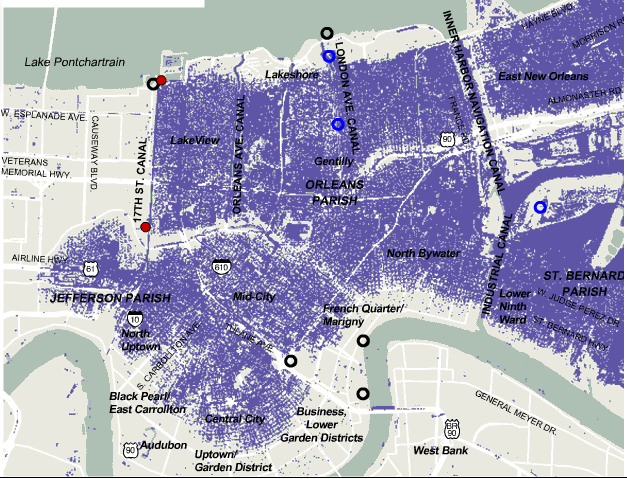 HAYNE BLVD.
MORRISON RD.
Lake Pontchartrain
INNER HARBOR NAVIGATION CANAL
LONDON AVE. CANAL
Lakeshore
East New Orleans
ALMONASTER RD.
W. ESPLANADE AVE.
CAUSEWAY BLVD.
17TH ST. CANAL
LakeView
ORLEANS AVE. CANAL
90
VETERANS
MEMORIAL HWY.
Gentilly
ORLEANS
PARISH
AIRLINE HWY.
61
610
North Bywater
INDUSTRIAL CANAL
ST. BERNARD
PARISH
JEFFERSON PARISH
Mid-City
Lower
Ninth
Ward
W. JUDGE PEREZ DR.
ST. BERNARD HWY.
10
French Quarter/
Marigny
North
Uptown
S. CARROLLTON AVE.
TULANE AVE.
Black Pearl/
East Carrollton
Central City
Business,
Lower
Garden Districts
GENERAL MEYER DR.
BR
90
90
Audubon
Uptown/
Garden District
West Bank